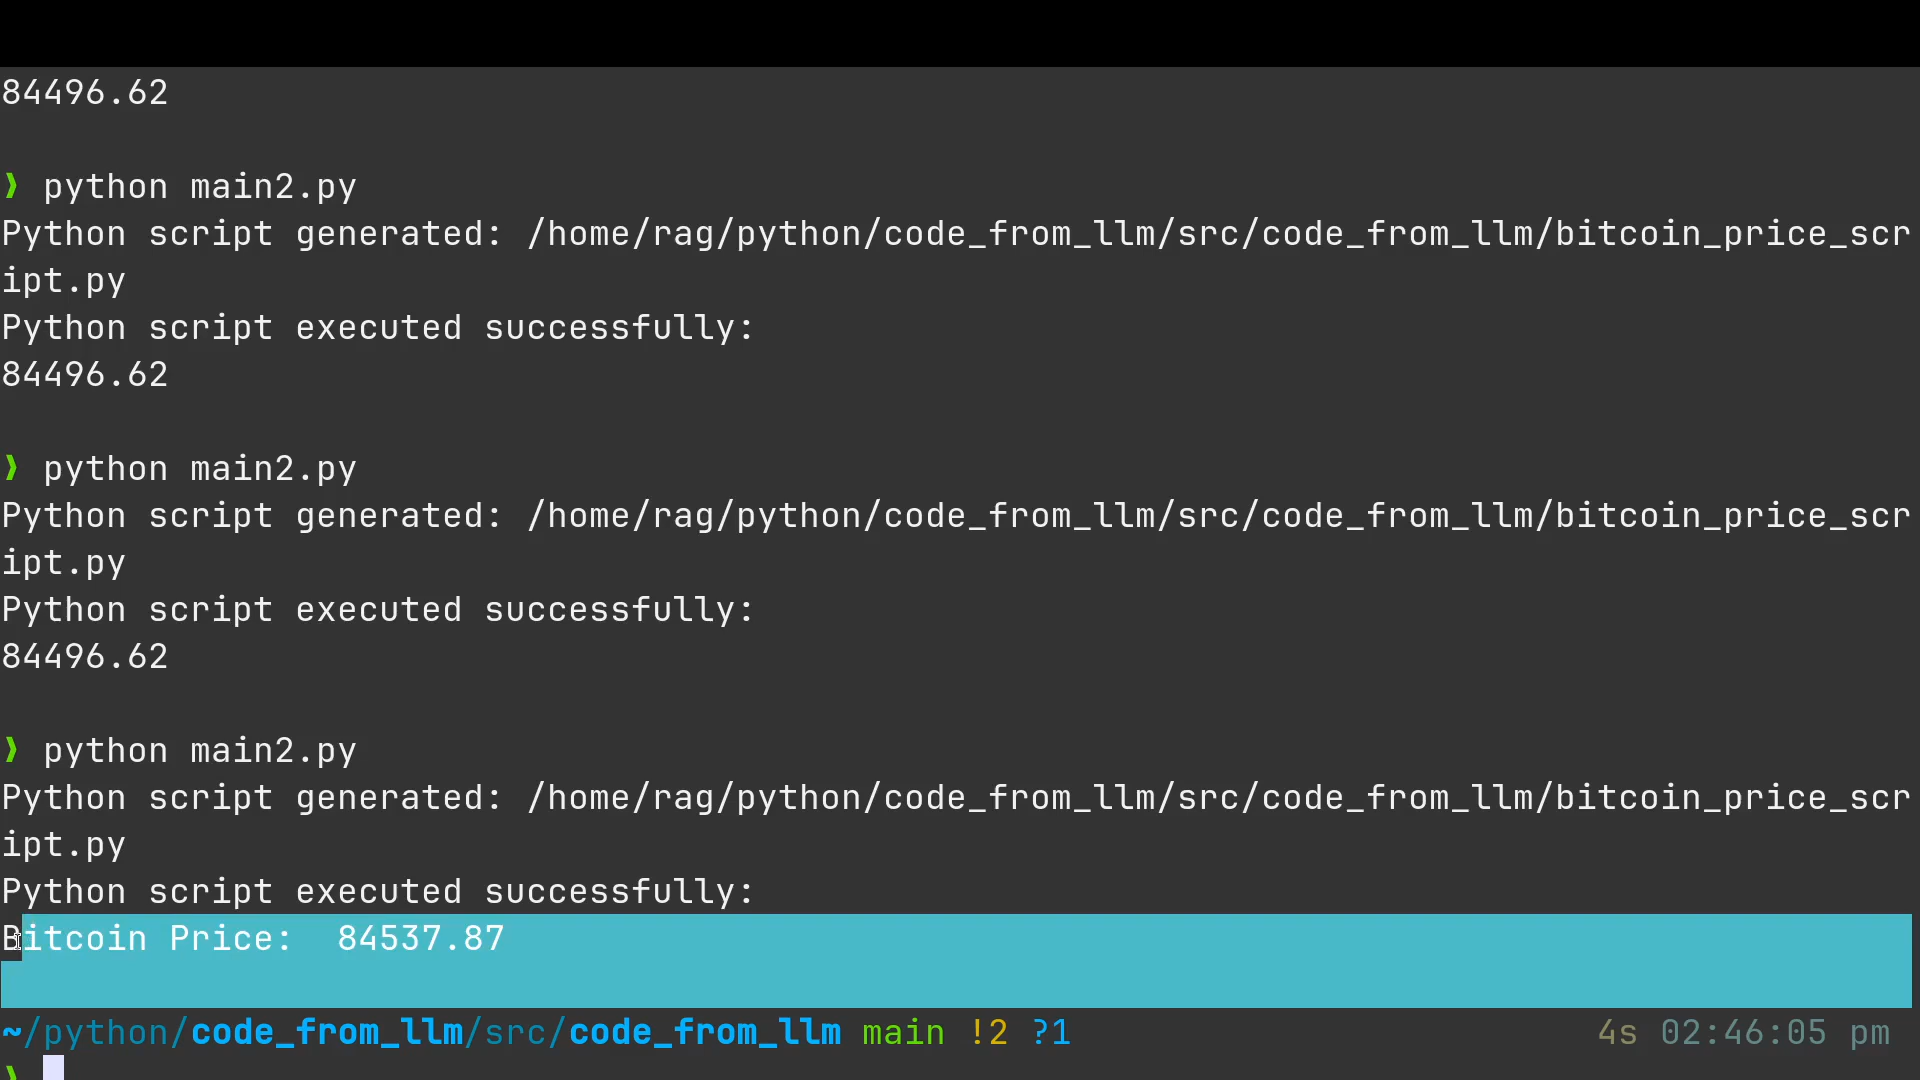 84496.62
❯ python main2.py
Python script generated: /home/rag/python/code_from_llm/src/code_from_llm/bitcoin_price_scr
ipt.py
Python script executed successfully:
84496.62
❯ python main2.py
Python script generated: /home/rag/python/code_from_llm/src/code_from_llm/bitcoin_price_scr
ipt.py
Python script executed successfully:
84496.62
❯ python main2.py
Python script generated: /home/rag/python/code_from_llm/src/code_from_llm/bitcoin_price_scr
ipt.py
Python script executed successfully:
Bitcoin Price:  84537.87
~/python/code_from_llm/src/code_from_llm main !2 ?1 4s 02:46:05 pm
❯